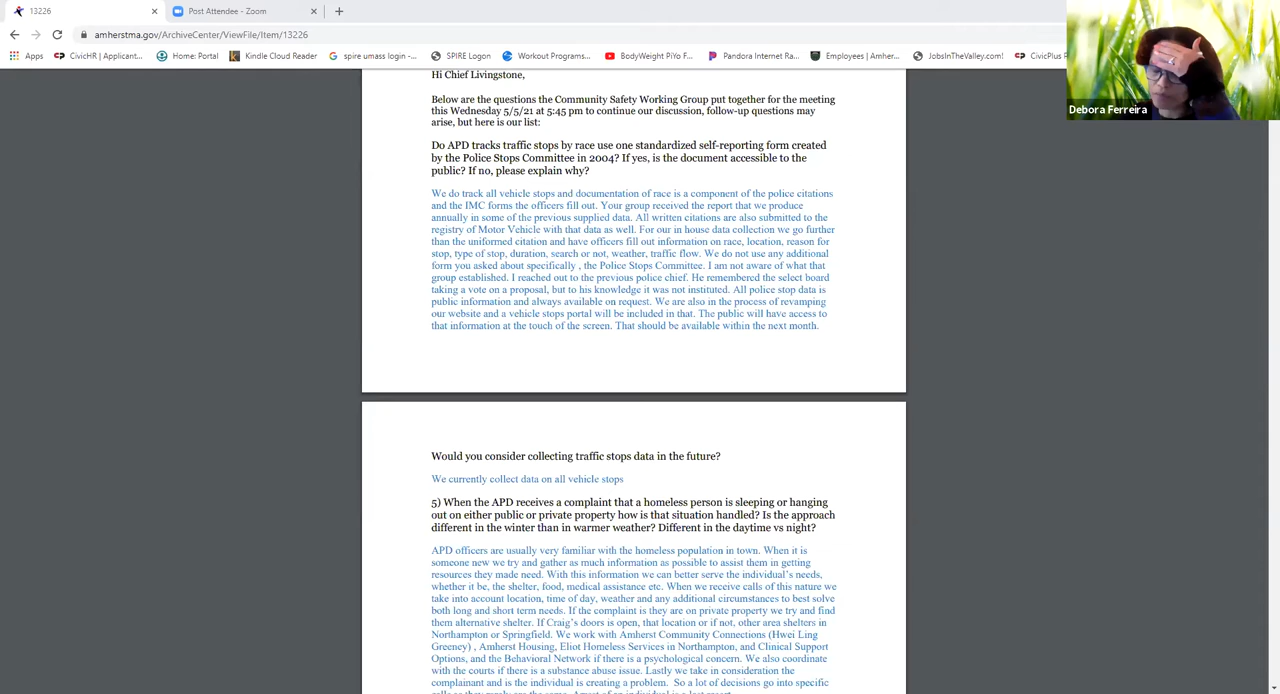 13226
Post Attendee - Zoom
amherstma.gov/ArchiveCenter/ViewFile/Item/13226
Apps CivicHR | Applicant... Home: Portal Kindle Cloud Reader spire umass login -... SPIRE Logon Workout Programs... BodyWeight PiYo F... Pandora Internet Ra... Employees | Amher... JobsInTheValley.com! CivicPlus
Debora Ferreira
Hi Chief Livingstone,
Below are the questions the Community Safety Working Group put together for the meeting
this Wednesday 5/5/21 at 5:45 pm to continue our discussion, follow-up questions may
arise, but here is our list:
Do APD tracks traffic stops by race use one standardized self-reporting form created
by the Police Stops Committee in 2004? If yes, is the document accessible to the
public? If no, please explain why?
We do track all vehicle stops and documentation of race is a component of the police citations
and the IMC forms the officers fill out. Your group received the report that we produce
annually in some of the previous supplied data. All written citations are also submitted to the
registry of Motor Vehicle with that data as well. For our in house data collection we go further
than the uniformed citation and have officers fill out information on race, location, reason for
stop, type of stop, duration, search or not, weather, traffic flow. We do not use any additional
form you asked about specifically , the Police Stops Committee. I am not aware of what that
group established. I reached out to the previous police chief. He remembered the select board
taking a vote on a proposal, but to his knowledge it was not instituted. All police stop data is
public information and always available on request. We are also in the process of revamping
our website and a vehicle stops portal will be included in that. The public will have access to
that information at the touch of the screen. That should be available within the next month.
Would you consider collecting traffic stops data in the future?
We currently collect data on all vehicle stops
5) When the APD receives a complaint that a homeless person is sleeping or hanging
out on either public or private property how is that situation handled? Is the approach
different in the winter than in warmer weather? Different in the daytime vs night?
APD officers are usually very familiar with the homeless population in town. When it is
someone new we try and gather as much information as possible to assist them in getting
resources they made need. With this information we can better serve the individual's needs,
whether it be, the shelter, food, medical assistance etc. When we receive calls of this nature we
take into account location, time of day, weather and any additional circumstances to best solve
both long and short term needs. If the complaint is they are on private property we try and find
them alternative shelter. If Craig's doors is open, that location or if not, other area shelters in
Northampton or Springfield. We work with Amherst Community Connections (Hwei Ling
Greeney) , Amherst Housing, Eliot Homeless Services in Northampton, and Clinical Support
Options, and the Behavioral Network if there is a psychological concern. We also coordinate
with the courts if there is a substance abuse issue. Lastly we take in consideration the
complainant and is the individual is creating a problem. So a lot of decisions go into specific